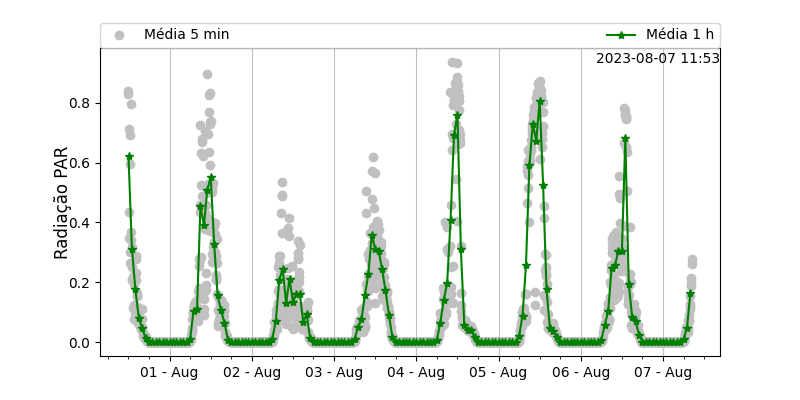 Média 5 min
Média 1 h
2023-08-07 11:53
Radiação PAR
0.8
0.6
0.4
0.2
0.0
01 - Aug
02 - Aug
03 - Aug
04 - Aug
05 - Aug
06 - Aug
07 - Aug